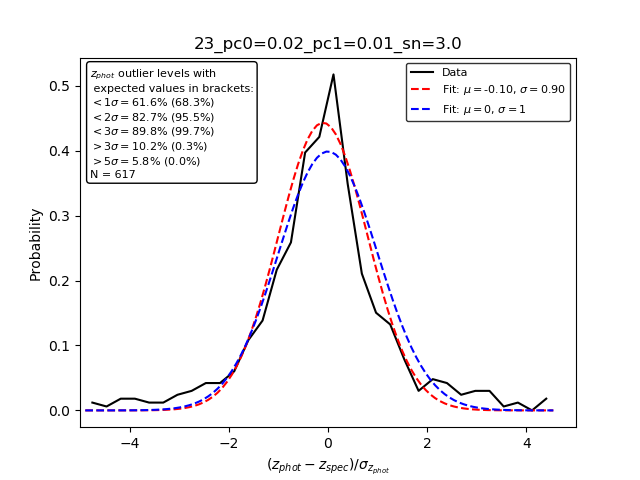 23_pc0=0.02_pc1=0.01_sn=3.0
z_phot outlier levels with
expected values in brackets:
<1σ = 61.6% (68.3%)
<2σ = 82.7% (95.5%)
<3σ = 89.8% (99.7%)
>3σ = 10.2% (0.3%)
>5σ = 5.8% (0.0%)
N = 617
Data
Fit: μ = -0.10, σ = 0.90
Fit: μ = 0, σ = 1
Probability
0.5
0.4
0.3
0.2
0.1
0.0
−4 −2 0 2 4
(z_phot − z_spec)/σ_z_phot